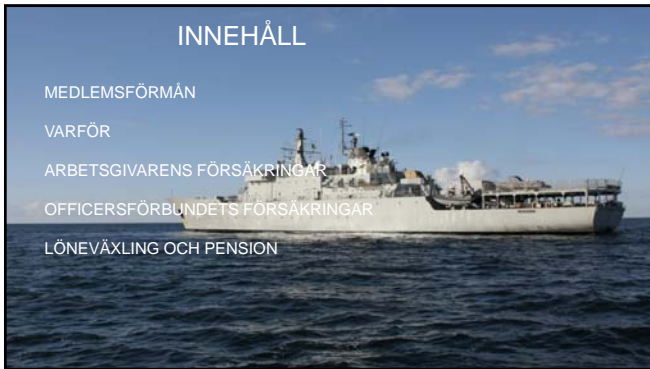 INNEHÅLL
MEDLEMSFÖRMÅN
VARFÖR
ARBETSGIVARENS FÖRSÄKRINGAR
OFFICERSFÖRBUNDETS FÖRSÄKRINGAR
LÖNEVÄXLING OCH PENSION